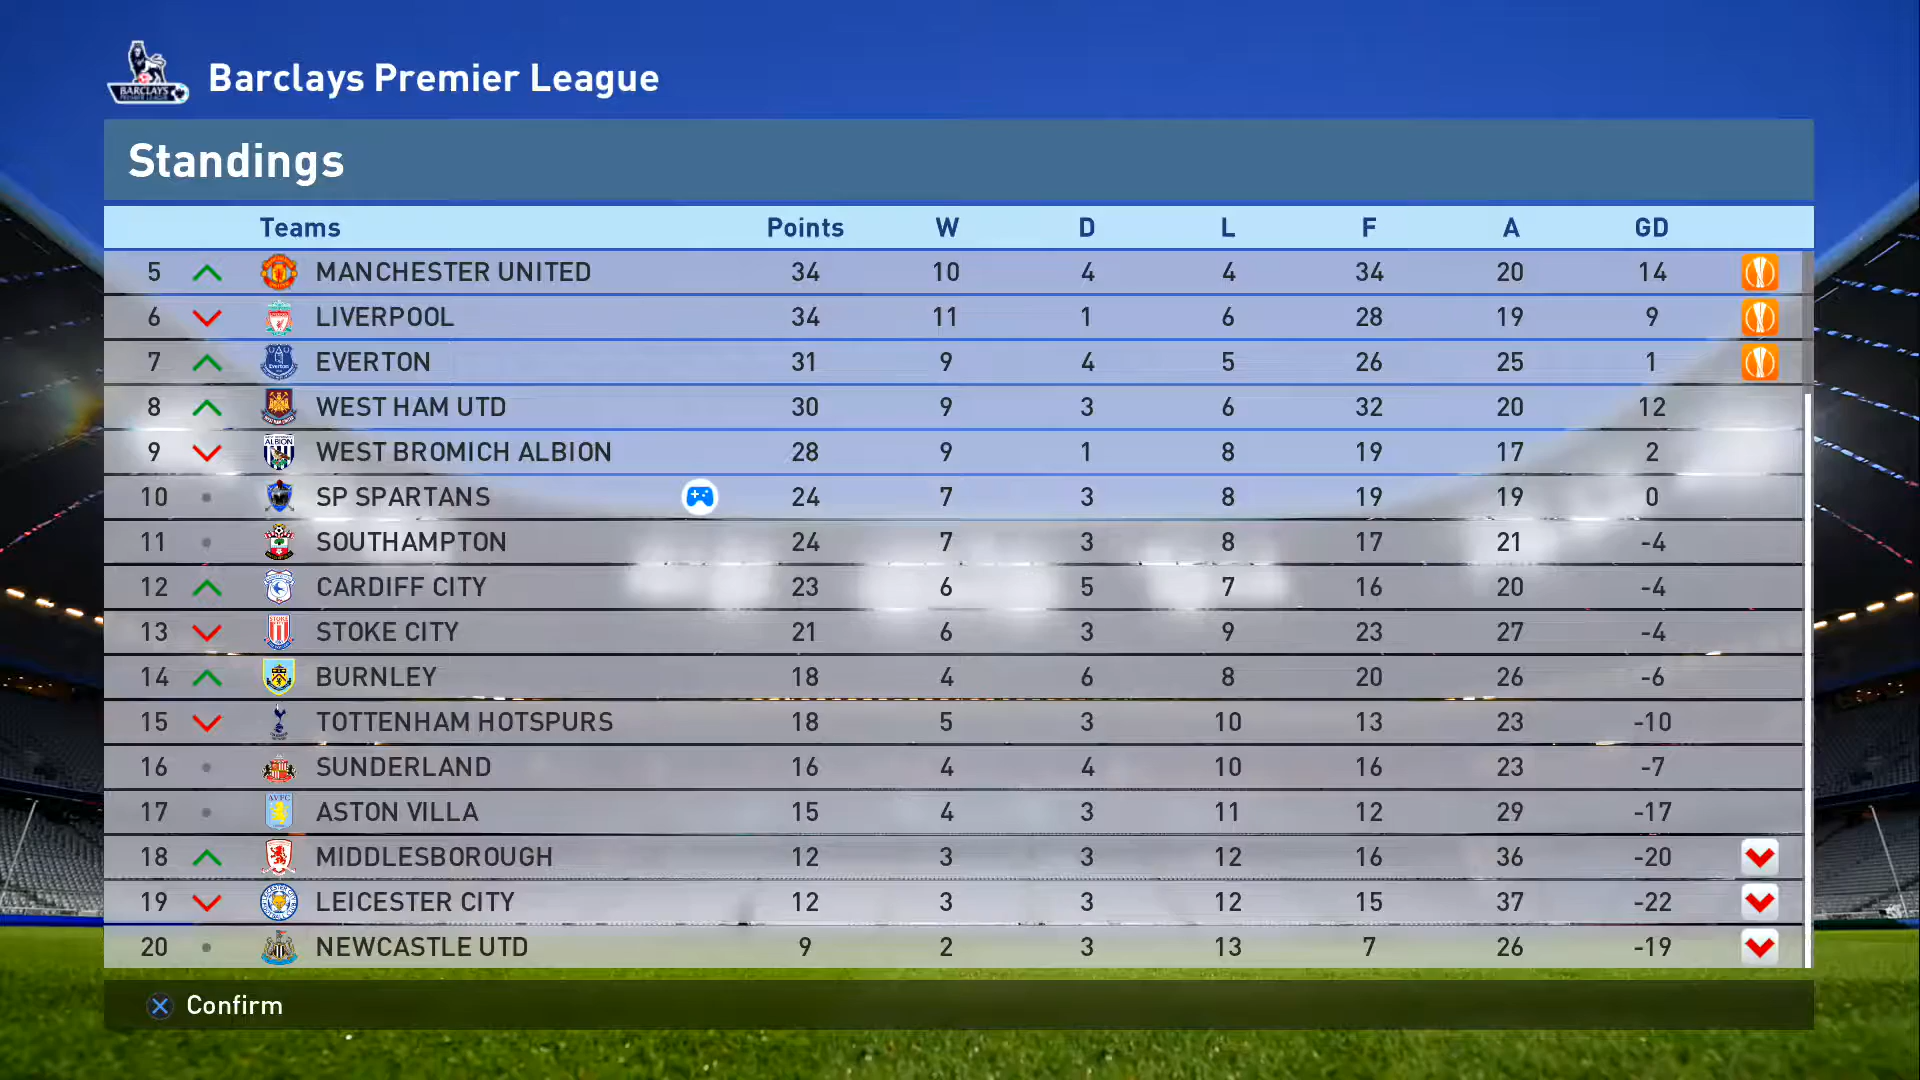 BARCLAYS
Barclays Premier League
Standings
Teams Points W D L F A GD
5 MANCHESTER UNITED 34 10 4 4 34 20 14
6 LIVERPOOL 34 11 1 6 28 19 9
7 EVERTON 31 9 4 5 26 25 1
8 WEST HAM UTD 30 9 3 6 32 20 12
9 WEST BROMICH ALBION 28 9 1 8 19 17 2
10 SP SPARTANS 24 7 3 8 19 19 0
11 SOUTHAMPTON 24 7 3 8 17 21 -4
12 CARDIFF CITY 23 6 5 7 16 20 -4
13 STOKE CITY 21 6 3 9 23 27 -4
14 BURNLEY 18 4 6 8 20 26 -6
15 TOTTENHAM HOTSPURS 18 5 3 10 13 23 -10
16 SUNDERLAND 16 4 4 10 16 23 -7
17 ASTON VILLA 15 4 3 11 12 29 -17
18 MIDDLESBOROUGH 12 3 3 12 16 36 -20
19 LEICESTER CITY 12 3 3 12 15 37 -22
20 NEWCASTLE UTD 9 2 3 13 7 26 -19
Confirm